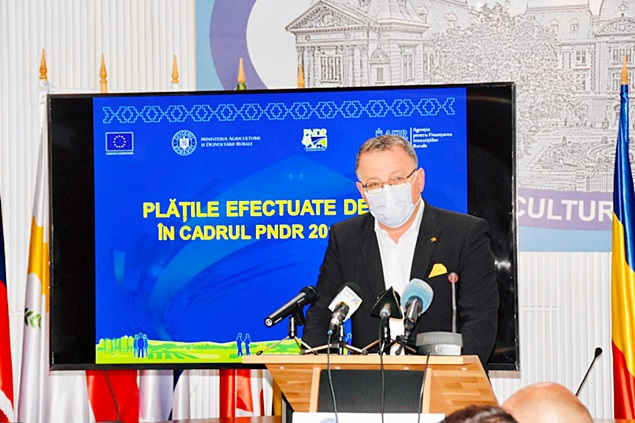 MINISTERUL AGRICULTURII
ȘI DEZVOLTĂRII RURALE
PNDR
Agenția
pentru Finanțarea
Investițiilor
Rurale
PLĂȚILE EFECTUATE DE
ÎN CADRUL PNDR 20
CULTUR
PHILIPS